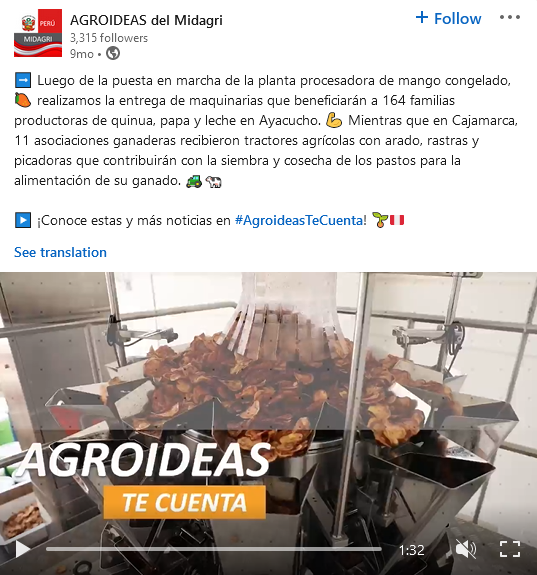 PERÚ
MIDAGRI
AGROIDEAS del Midagri
3,315 followers
9mo •
+ Follow
➡️ Luego de la puesta en marcha de la planta procesadora de mango congelado,
🥭 realizamos la entrega de maquinarias que beneficiarán a 164 familias
productoras de quinua, papa y leche en Ayacucho. 💪 Mientras que en Cajamarca,
11 asociaciones ganaderas recibieron tractores agrícolas con arado, rastras y
picadoras que contribuirán con la siembra y cosecha de los pastos para la
alimentación de su ganado. 🚜🐄
▶️ ¡Conoce estas y más noticias en #AgroideasTeCuenta! 🌱🇵🇪
See translation
AGROIDEAS
TE CUENTA
1:32